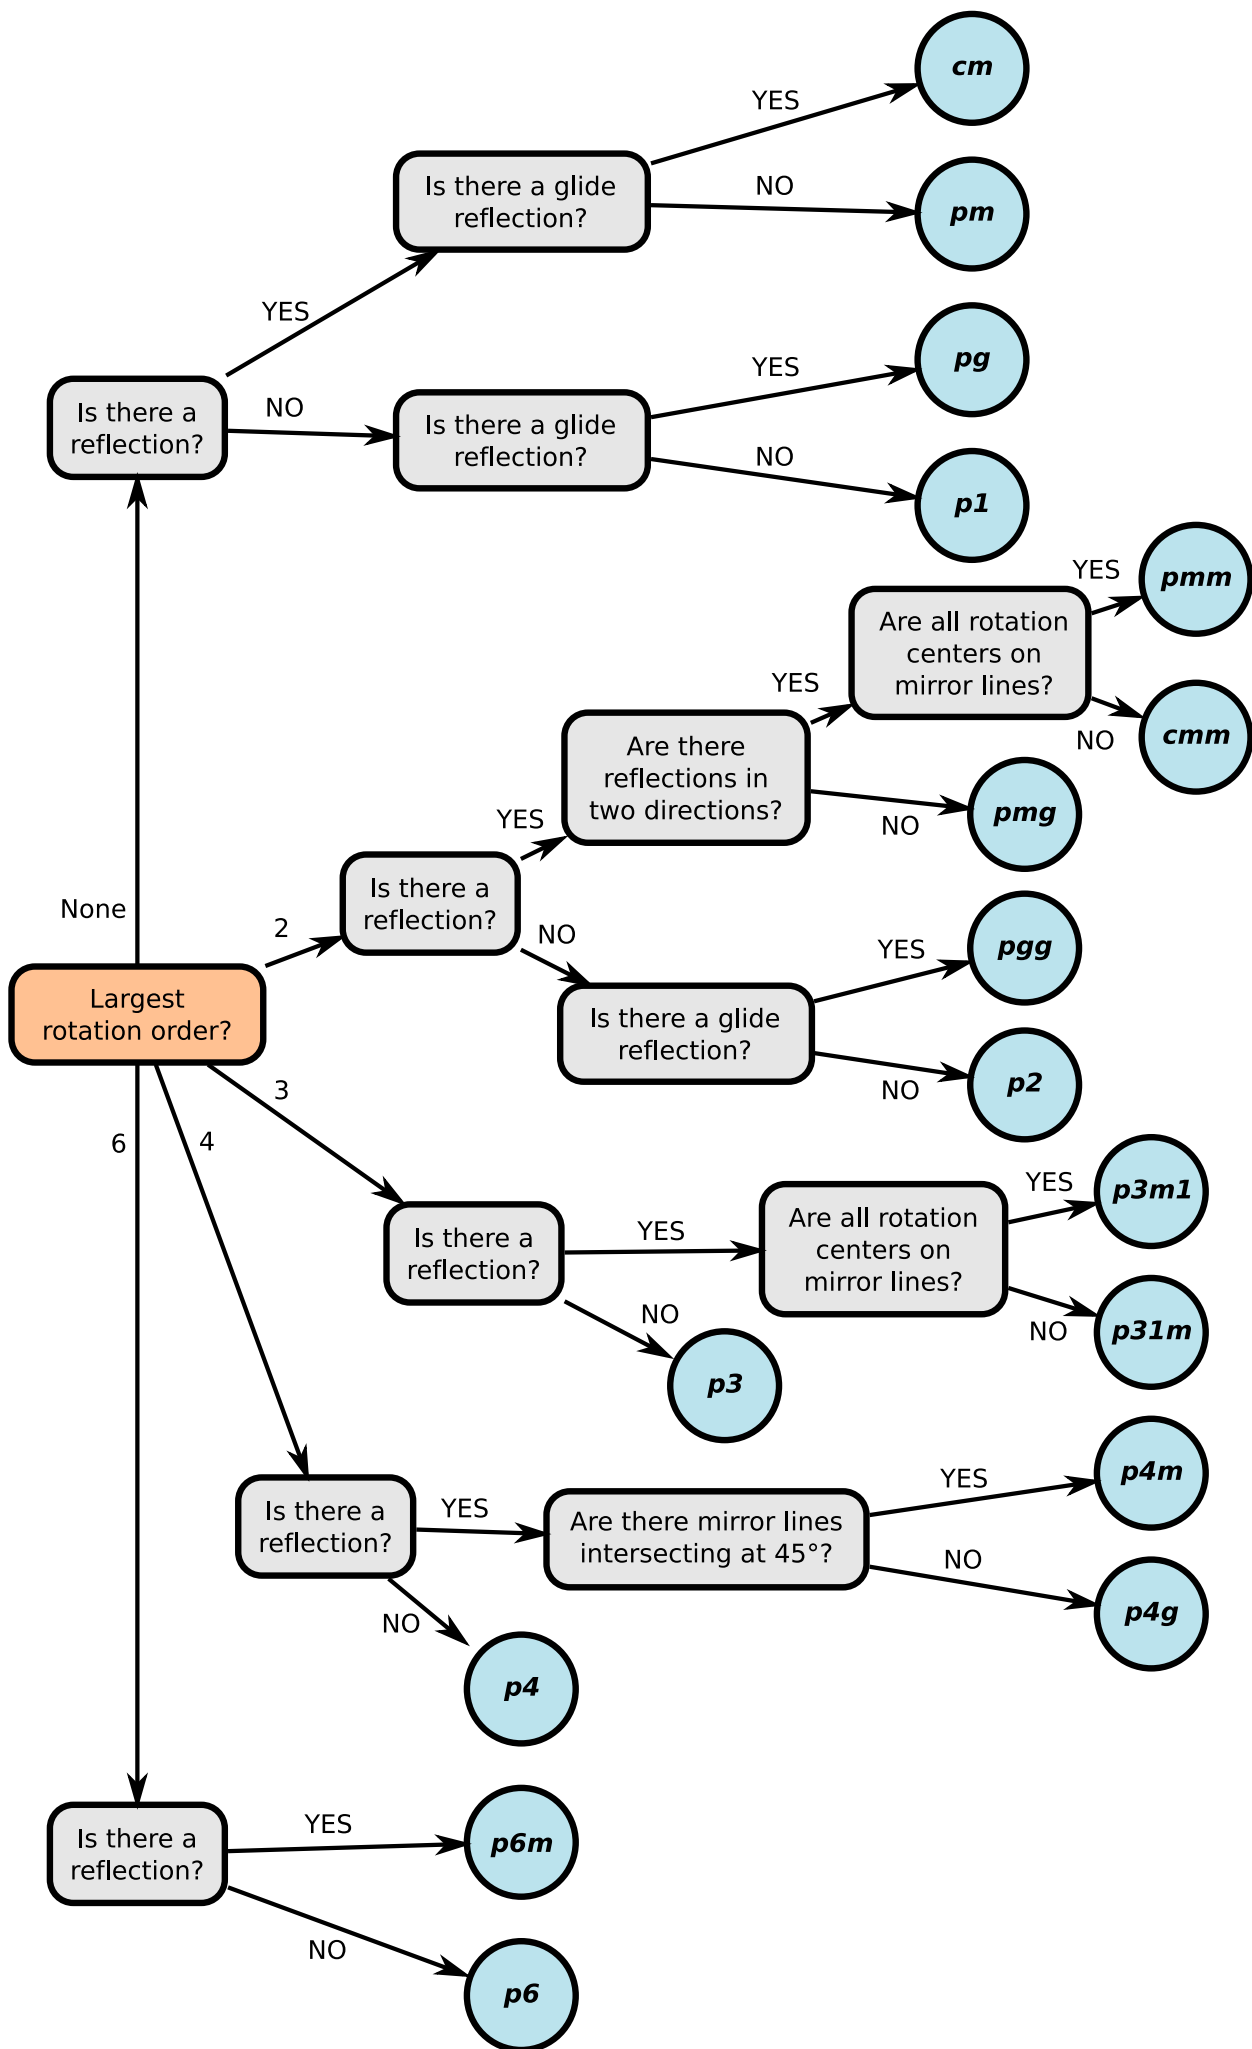 cm
YES
Is there a glide
reflection?
NO
pm
YES
Is there a
reflection?
NO
Is there a glide
reflection?
YES
pg
NO
p1
None
Largest
rotation order?
2
Is there a
reflection?
YES
Are there
reflections in
two directions?
YES
Are all rotation
centers on
mirror lines?
YES
pmm
NO
cmm
NO
pmg
NO
Is there a glide
reflection?
YES
pgg
NO
p2
3
Is there a
reflection?
YES
Are all rotation
centers on
mirror lines?
YES
p3m1
NO
p31m
NO
p3
4
Is there a
reflection?
YES
Are there mirror lines
intersecting at 45°?
YES
p4m
NO
p4g
NO
p4
6
Is there a
reflection?
YES
p6m
NO
p6